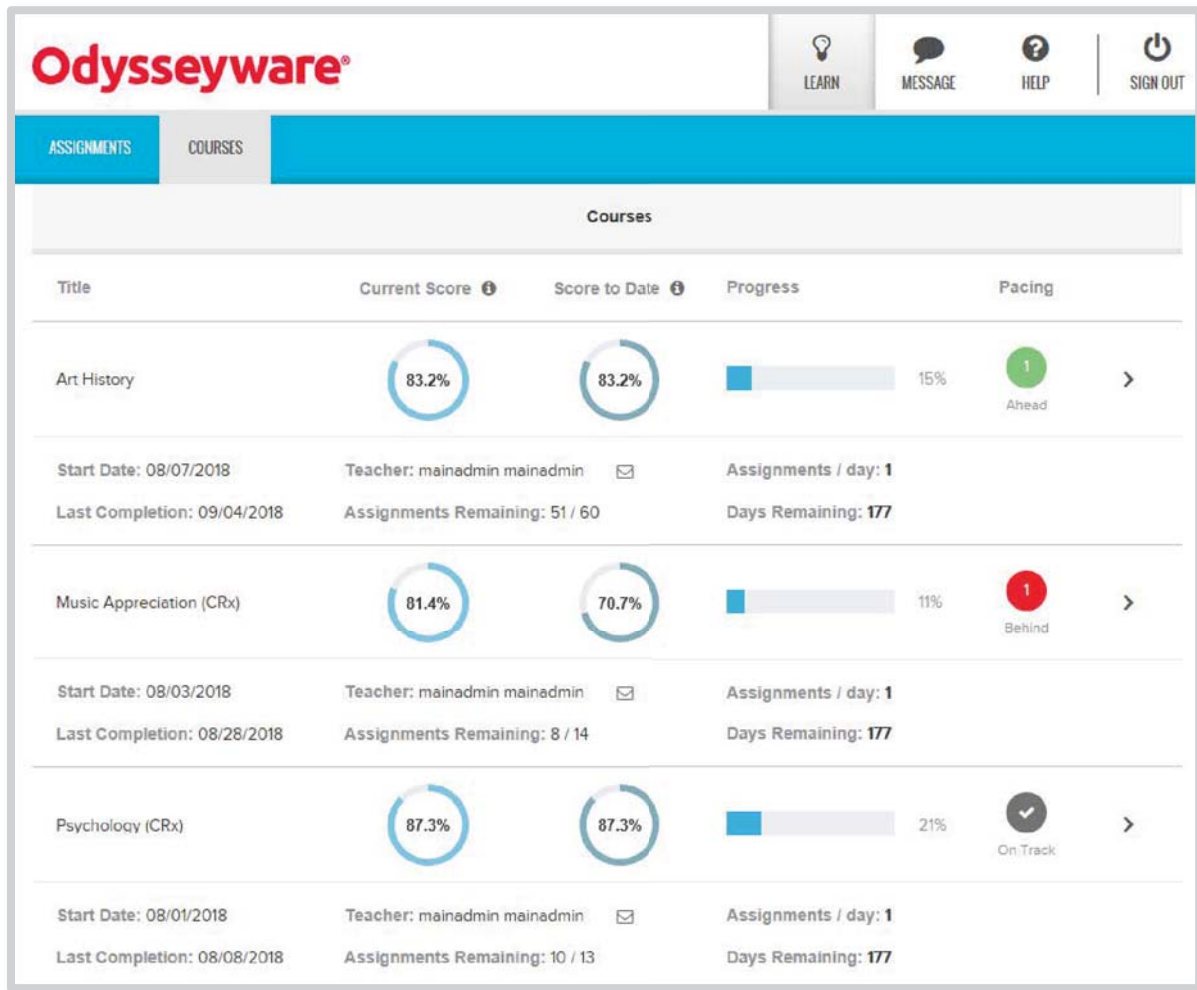 Odysseyware®
LEARN MESSAGE HELP SIGN OUT
ASSIGNMENTS COURSES
Courses
Title Current Score Score to Date Progress Pacing
Art History 83.2% 83.2% 15% 1
Ahead
Start Date: 08/07/2018 Teacher: mainadmin mainadmin Assignments / day: 1
Last Completion: 09/04/2018 Assignments Remaining: 51 / 60 Days Remaining: 177
Music Appreciation (CRx) 81.4% 70.7% 11% 1
Behind
Start Date: 08/03/2018 Teacher: mainadmin mainadmin Assignments / day: 1
Last Completion: 08/28/2018 Assignments Remaining: 8 / 14 Days Remaining: 177
Psychology (CRx) 87.3% 87.3% 21%
On Track
Start Date: 08/01/2018 Teacher: mainadmin mainadmin Assignments / day: 1
Last Completion: 08/08/2018 Assignments Remaining: 10 / 13 Days Remaining: 177